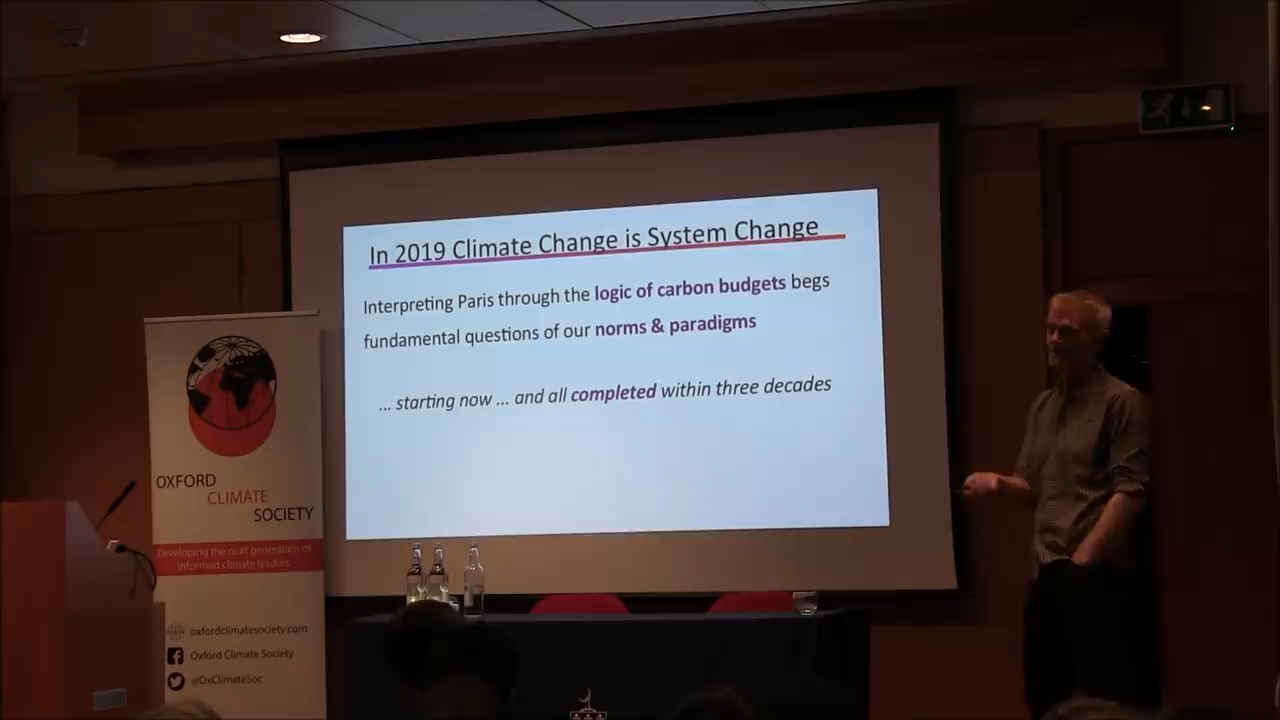 In 2019 Climate Change is System Change
Interpreting Paris through the logic of carbon budgets begs
fundamental questions of our norms & paradigms
... starting now ... and all completed within three decades
OXFORD
CLIMATE
SOCIETY
Developing the next generation of
informed climate leaders
oxfordclimatesociety.com
Oxford Climate Society
@OxClimateSoc